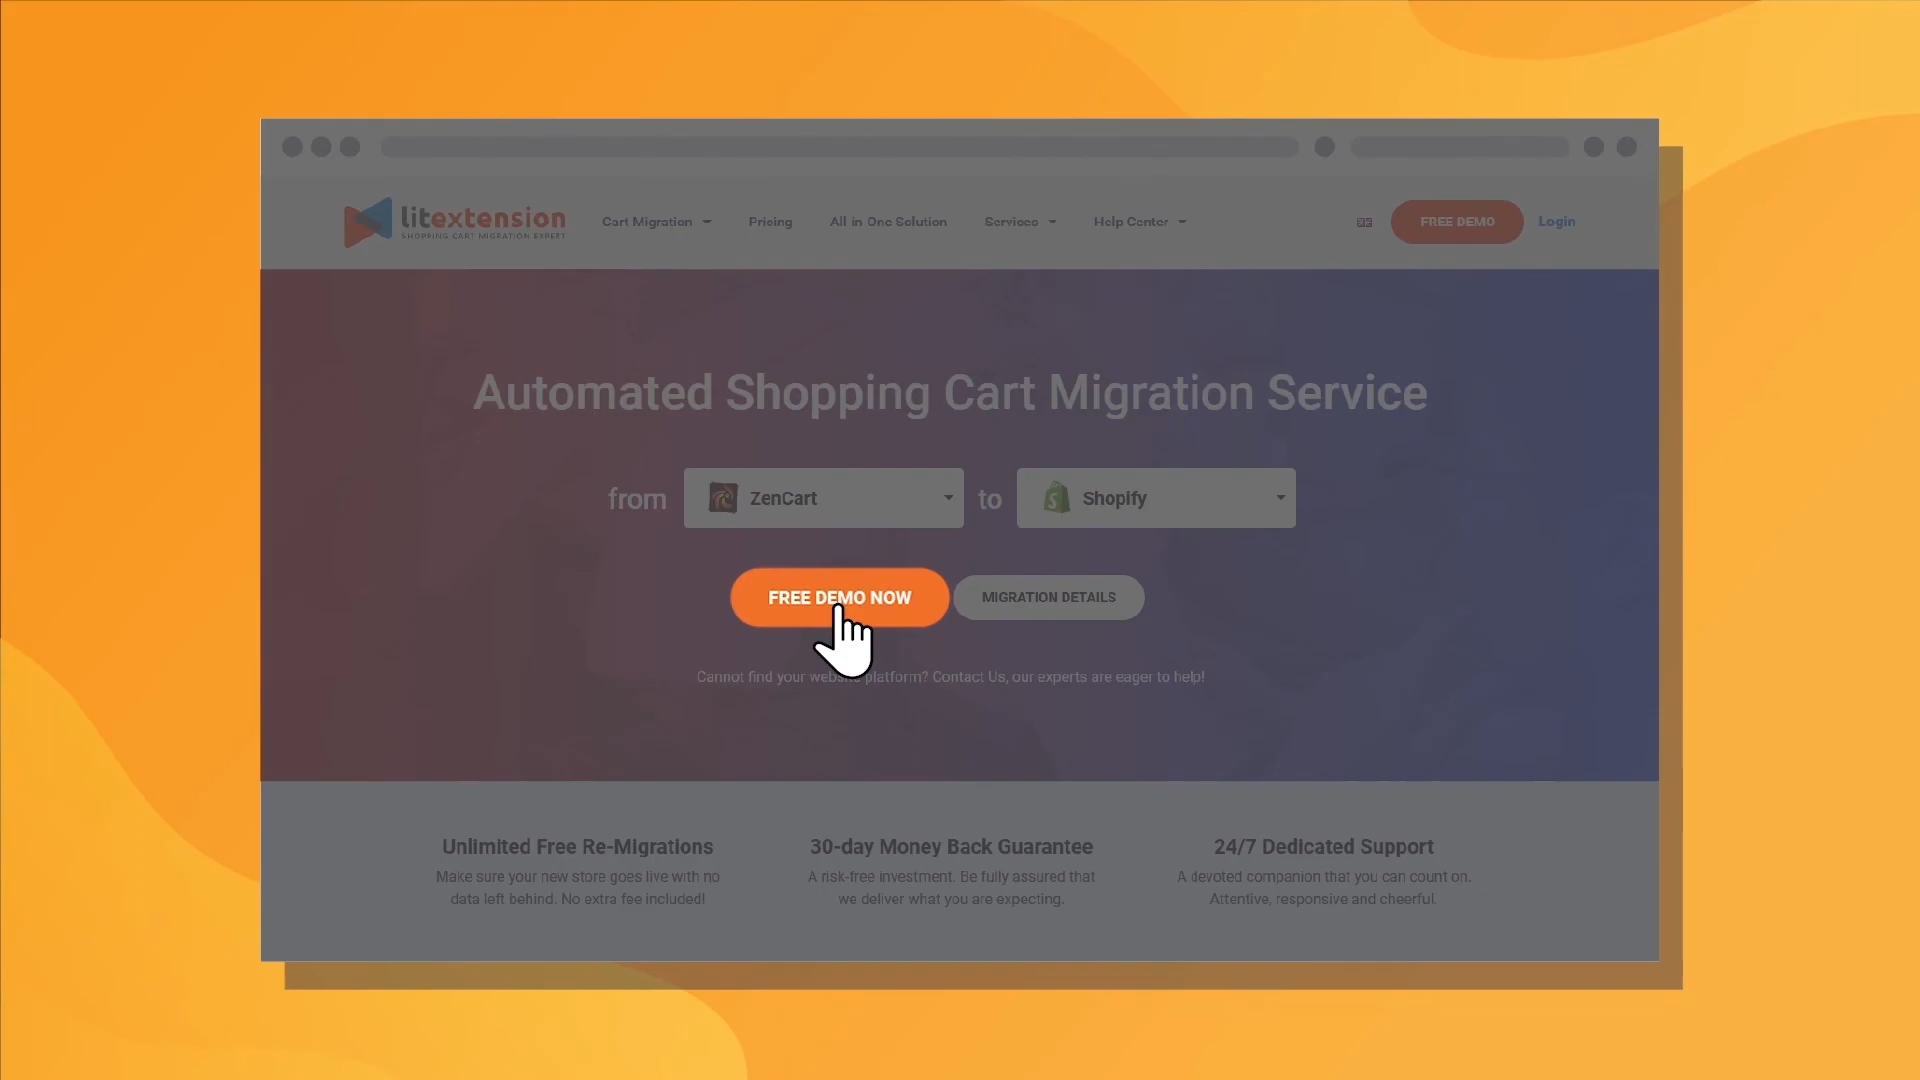 litextension
SHOPPING CART MIGRATION EXPERT
Cart Migration
Pricing
All-in-One Solution
Services
Help Center
FREE DEMO
Login
Automated Shopping Cart Migration Service
from
ZenCart
to
Shopify
FREE DEMO NOW
MIGRATION DETAILS
Cannot find your website platform? Contact Us, our experts are eager to help!
Unlimited Free Re-Migrations
Make sure your new store goes live with no
data left behind. No extra fee included!
30-day Money Back Guarantee
A risk-free investment. Be fully assured that
we deliver what you are expecting.
24/7 Dedicated Support
A devoted companion that you can count on.
Attentive, responsive and cheerful.